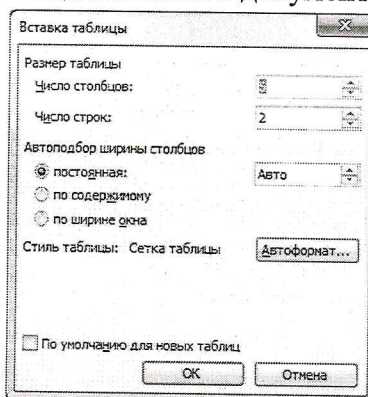 Вставка таблицы
Размер таблицы
Число столбцов:
Число строк: 2
Автоподбор ширины столбцов
постоянная: Авто
по содержимому
по ширине окна
Стиль таблицы: Сетка таблицы Автоформат...
По умолчанию для новых таблиц
ОК Отмена